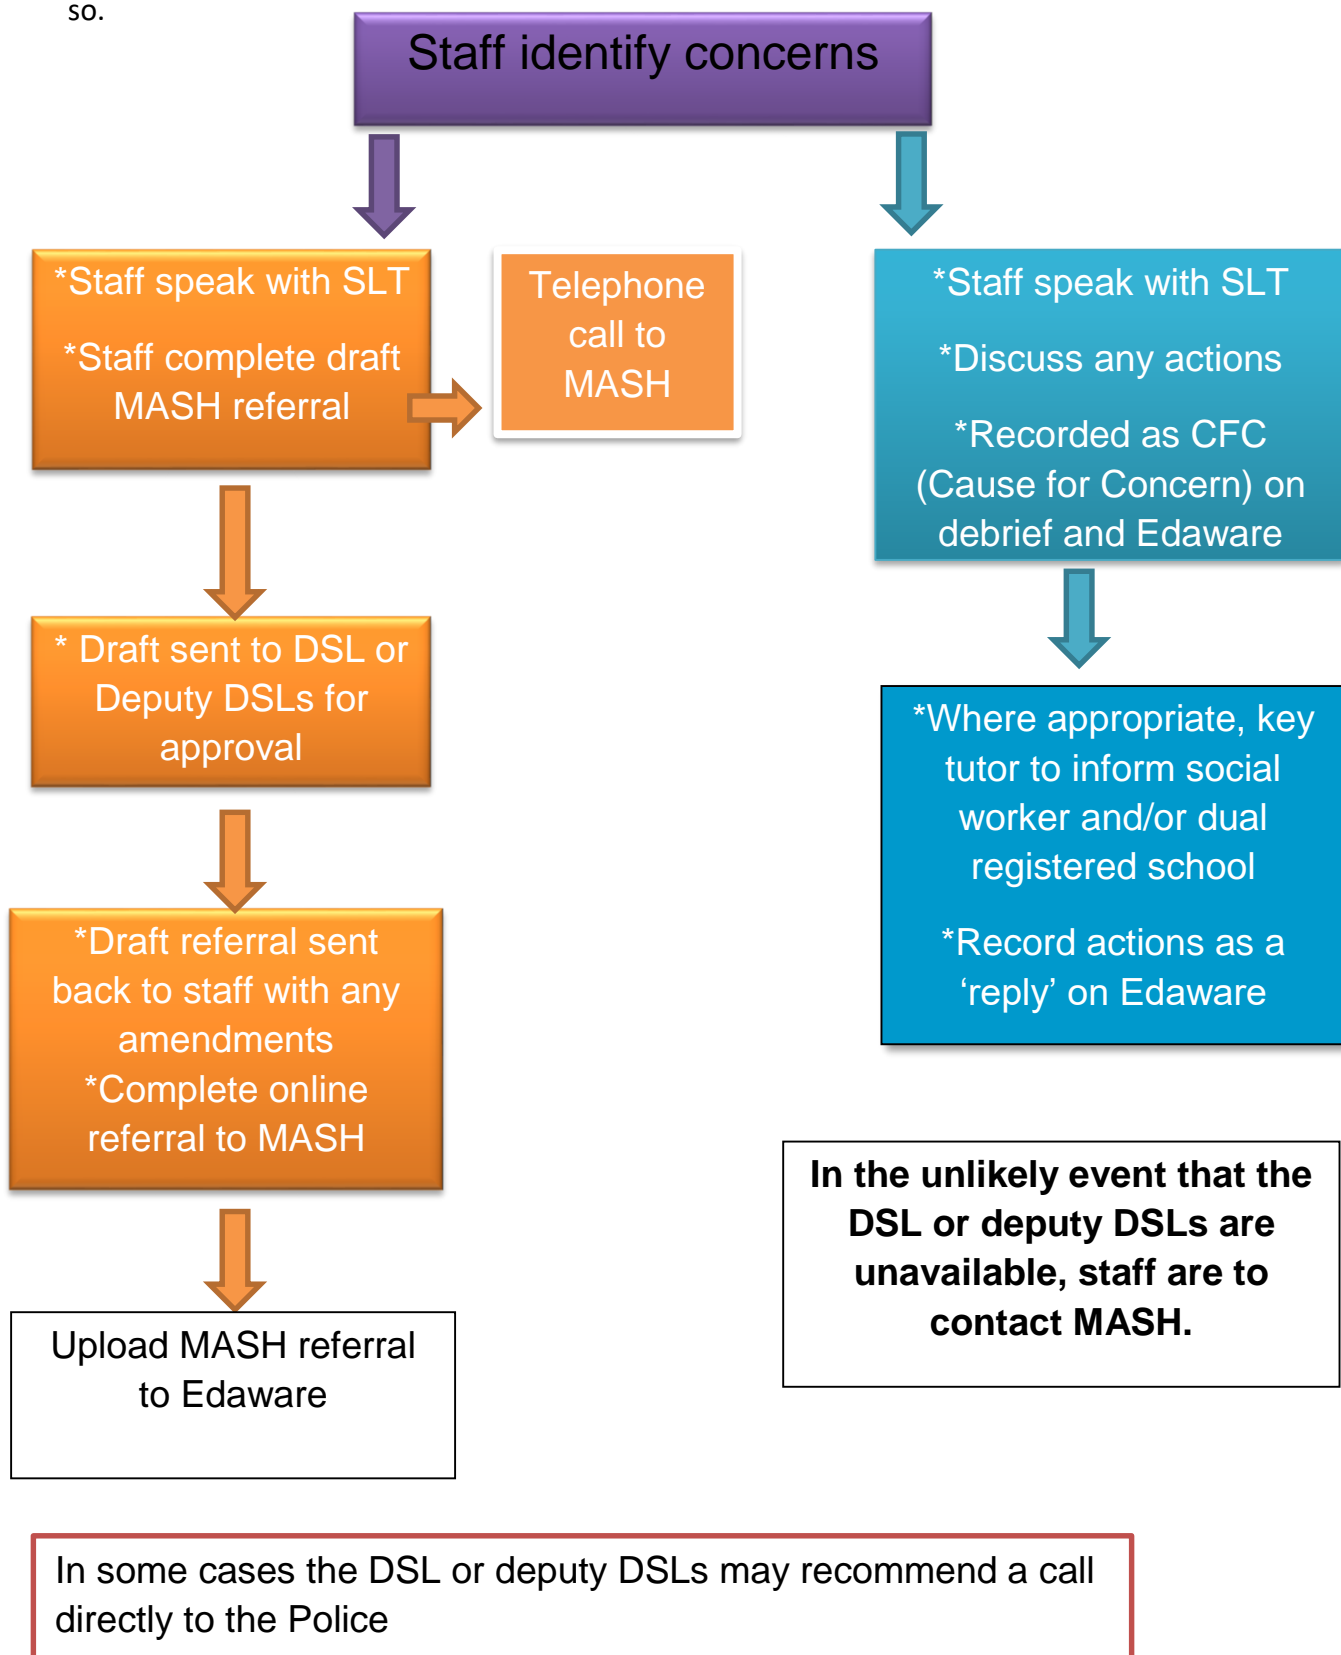 so.
Staff identify concerns
*Staff speak with SLT
*Staff complete draft
MASH referral
Telephone
call to
MASH
* Draft sent to DSL or
Deputy DSLs for
approval
*Draft referral sent
back to staff with any
amendments
*Complete online
referral to MASH
Upload MASH referral
to Edaware
*Staff speak with SLT
*Discuss any actions
*Recorded as CFC
(Cause for Concern) on
debrief and Edaware
*Where appropriate, key
tutor to inform social
worker and/or dual
registered school
*Record actions as a
‘reply’ on Edaware
In the unlikely event that the
DSL or deputy DSLs are
unavailable, staff are to
contact MASH.
In some cases the DSL or deputy DSLs may recommend a call
directly to the Police